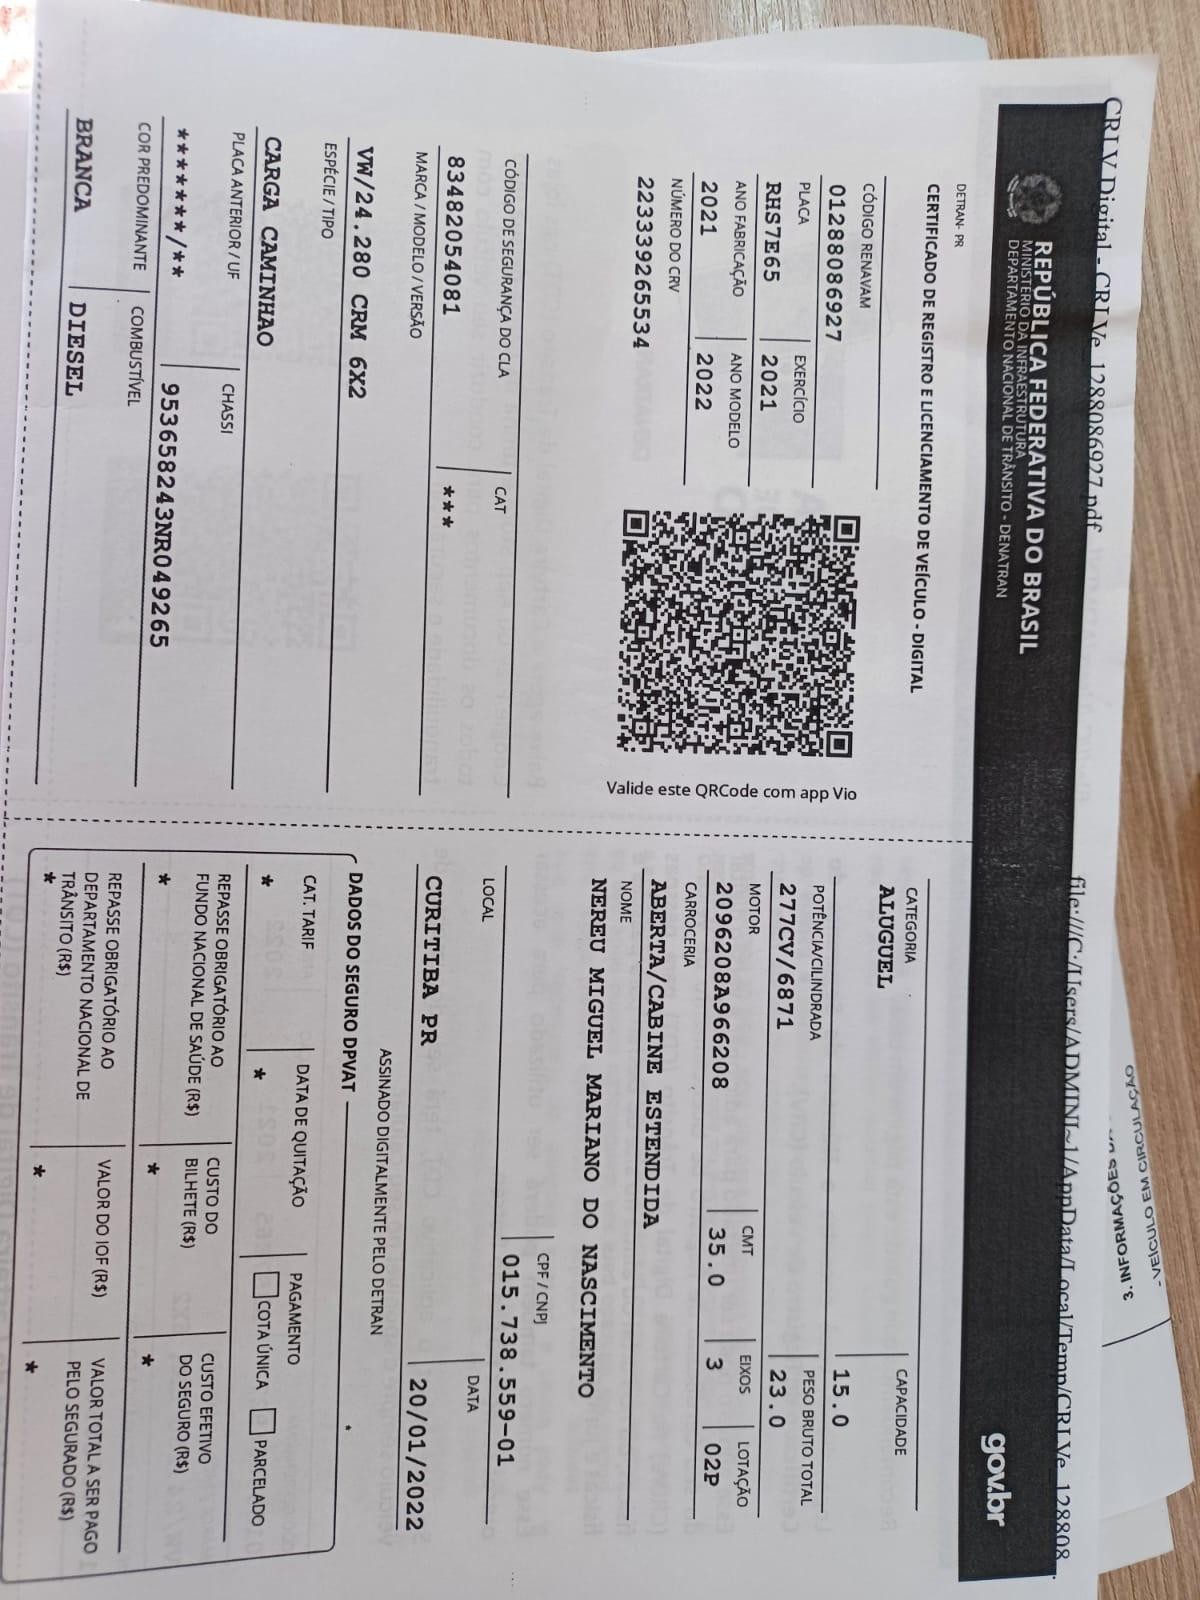 CRLV Digital - CRLVe_1288086927.pdf
file:///C:/Users/ADMINI~1/AppData/Local/Temp/CRLVe_128808
REPÚBLICA FEDERATIVA DO BRASIL
MINISTÉRIO DA INFRAESTRUTURA
DEPARTAMENTO NACIONAL DE TRÂNSITO - DENATRAN
gov.br
DETRAN- PR
CERTIFICADO DE REGISTRO E LICENCIAMENTO DE VEÍCULO - DIGITAL
CÓDIGO RENAVAM
01288086927
PLACA EXERCÍCIO
RHS7E65 2021
ANO FABRICAÇÃO ANO MODELO
2021 2022
NÚMERO DO CRV
223339265534
Valide este QRCode com app Vio
CÓDIGO DE SEGURANÇA DO CLA CAT
83482054081 ***
MARCA / MODELO / VERSÃO
VW/24.280 CRM 6X2
ESPÉCIE / TIPO
CARGA CAMINHAO
PLACA ANTERIOR / UF CHASSI
*******/** 953658243NR049265
COR PREDOMINANTE COMBUSTÍVEL
BRANCA DIESEL
CATEGORIA CAPACIDADE
ALUGUEL 15.0
POTÊNCIA/CILINDRADA PESO BRUTO TOTAL
277CV/6871 23.0
MOTOR CMT EIXOS LOTAÇÃO
2096208A966208 35.0 3 02P
CARROCERIA
ABERTA/CABINE ESTENDIDA
NOME
NEREU MIGUEL MARIANO DO NASCIMENTO
CPF / CNPJ
015.738.559-01
LOCAL DATA
CURITIBA PR 20/01/2022
ASSINADO DIGITALMENTE PELO DETRAN
DADOS DO SEGURO DPVAT
CAT. TARIF DATA DE QUITAÇÃO PAGAMENTO
* * COTA ÚNICA PARCELADO
REPASSE OBRIGATÓRIO AO FUNDO NACIONAL DE SAÚDE (R$) CUSTO DO BILHETE (R$) CUSTO EFETIVO DO SEGURO (R$)
* * *
REPASSE OBRIGATÓRIO AO DEPARTAMENTO NACIONAL DE TRÂNSITO (R$) VALOR DO IOF (R$) VALOR TOTAL A SER PAGO PELO SEGURADO (R$)
* * *
- VEÍCULO EM CIRCULAÇÃO
3. INFORMAÇÕES